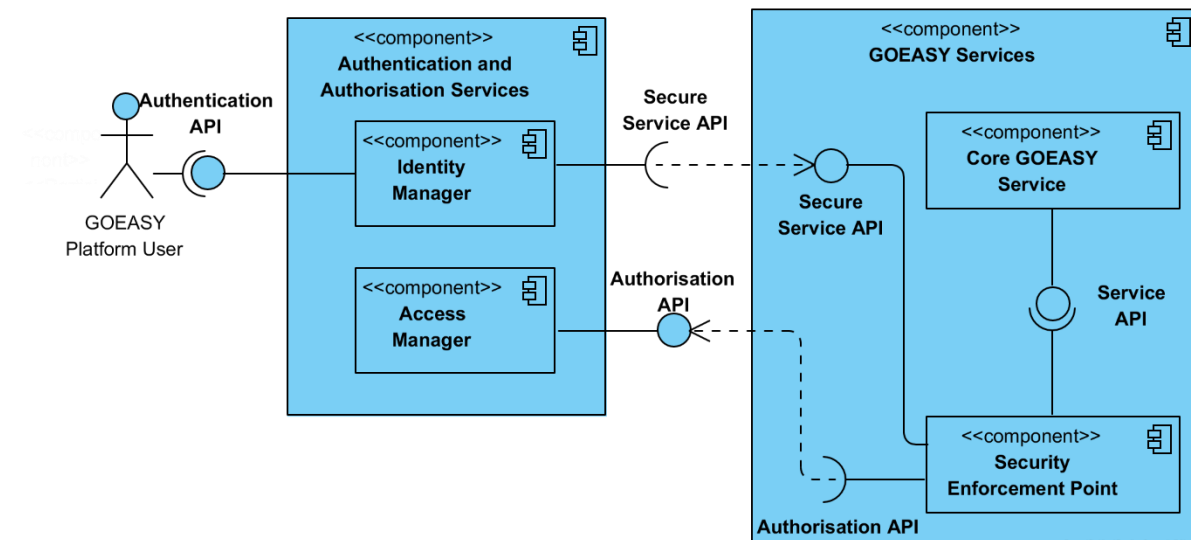 <<component>>
Authentication and
Authorisation Services
<<component>>
GOEASY Services
Authentication
API
Secure
Service API
<<component>>
Identity
Manager
<<component>>
Core GOEASY
Service
Secure
Service API
GOEASY
Platform User
<<component>>
Access
Manager
Authorisation
API
Service
API
<<component>>
Security
Enforcement Point
Authorisation API